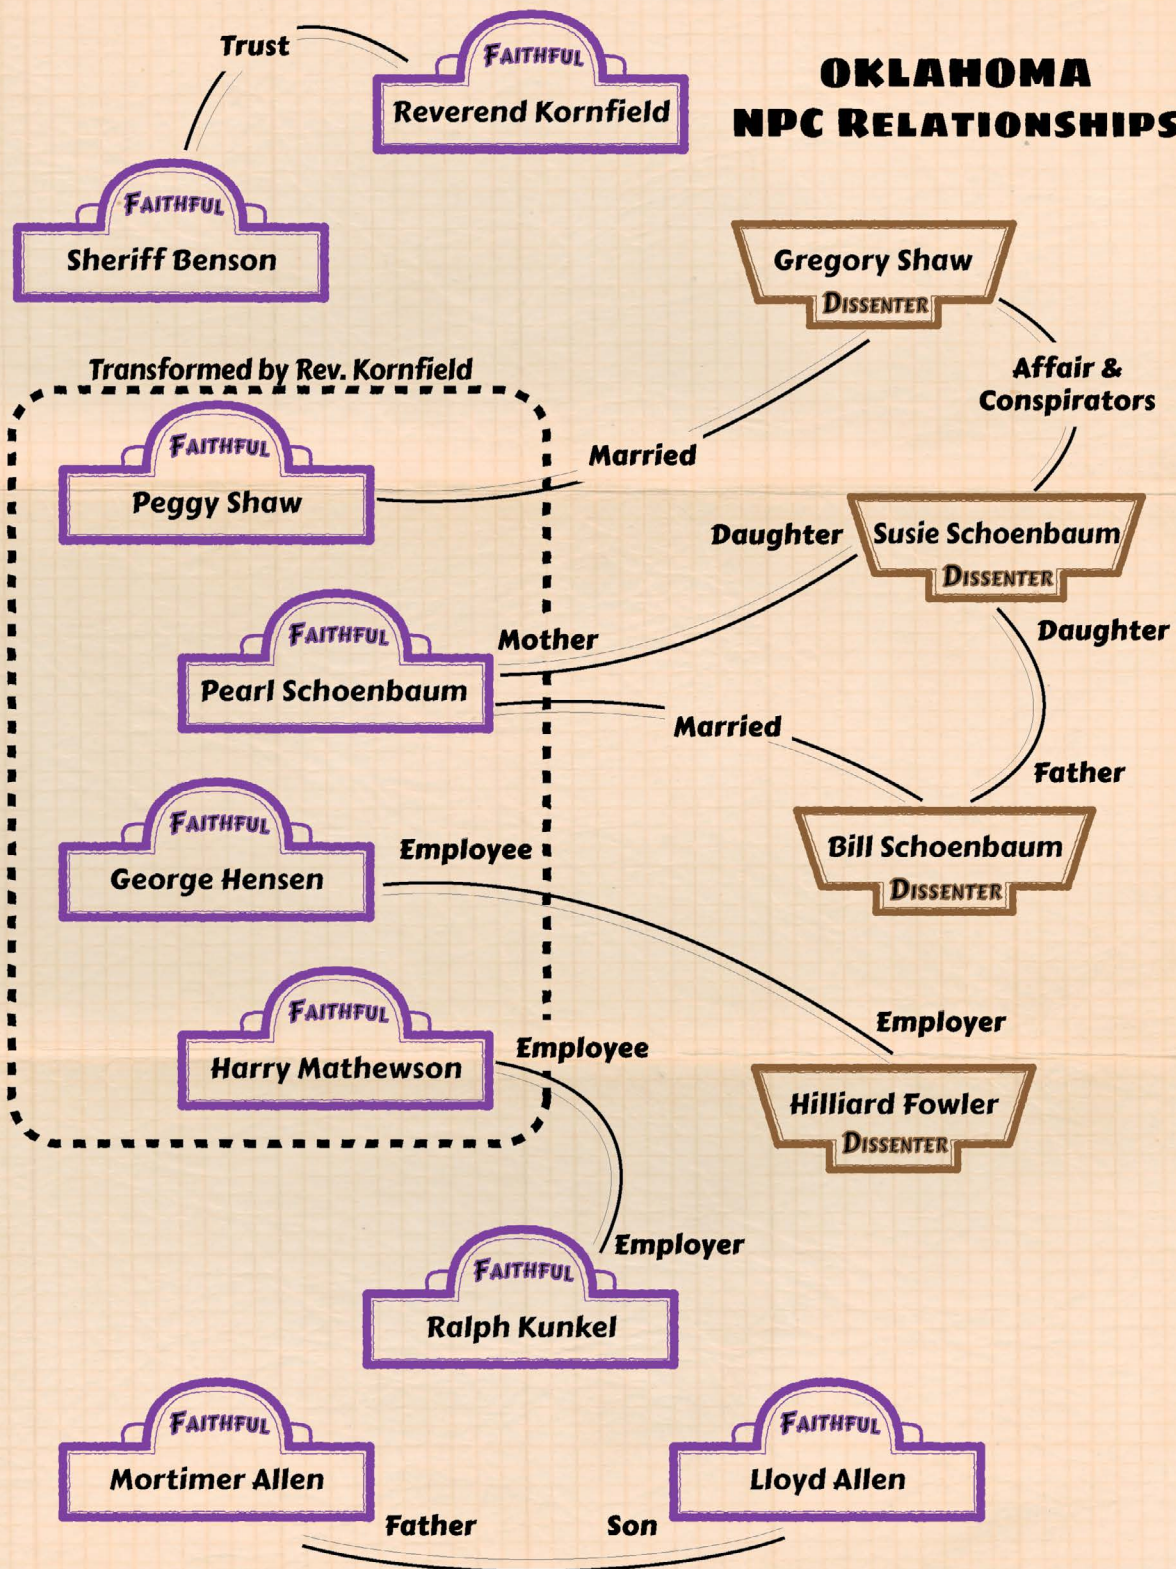 OKLAHOMA
NPC RELATIONSHIPS
Trust
FAITHFUL
Reverend Kornfield
FAITHFUL
Sheriff Benson
Gregory Shaw
DISSENTER
Transformed by Rev. Kornfield
Affair &
Conspirators
FAITHFUL
Peggy Shaw
Married
Daughter
Susie Schoenbaum
DISSENTER
FAITHFUL
Pearl Schoenbaum
Mother
Daughter
Married
Father
FAITHFUL
George Hensen
Employee
Bill Schoenbaum
DISSENTER
FAITHFUL
Harry Mathewson
Employee
Employer
Hilliard Fowler
DISSENTER
Employer
FAITHFUL
Ralph Kunkel
FAITHFUL
Mortimer Allen
FAITHFUL
Lloyd Allen
Father
Son